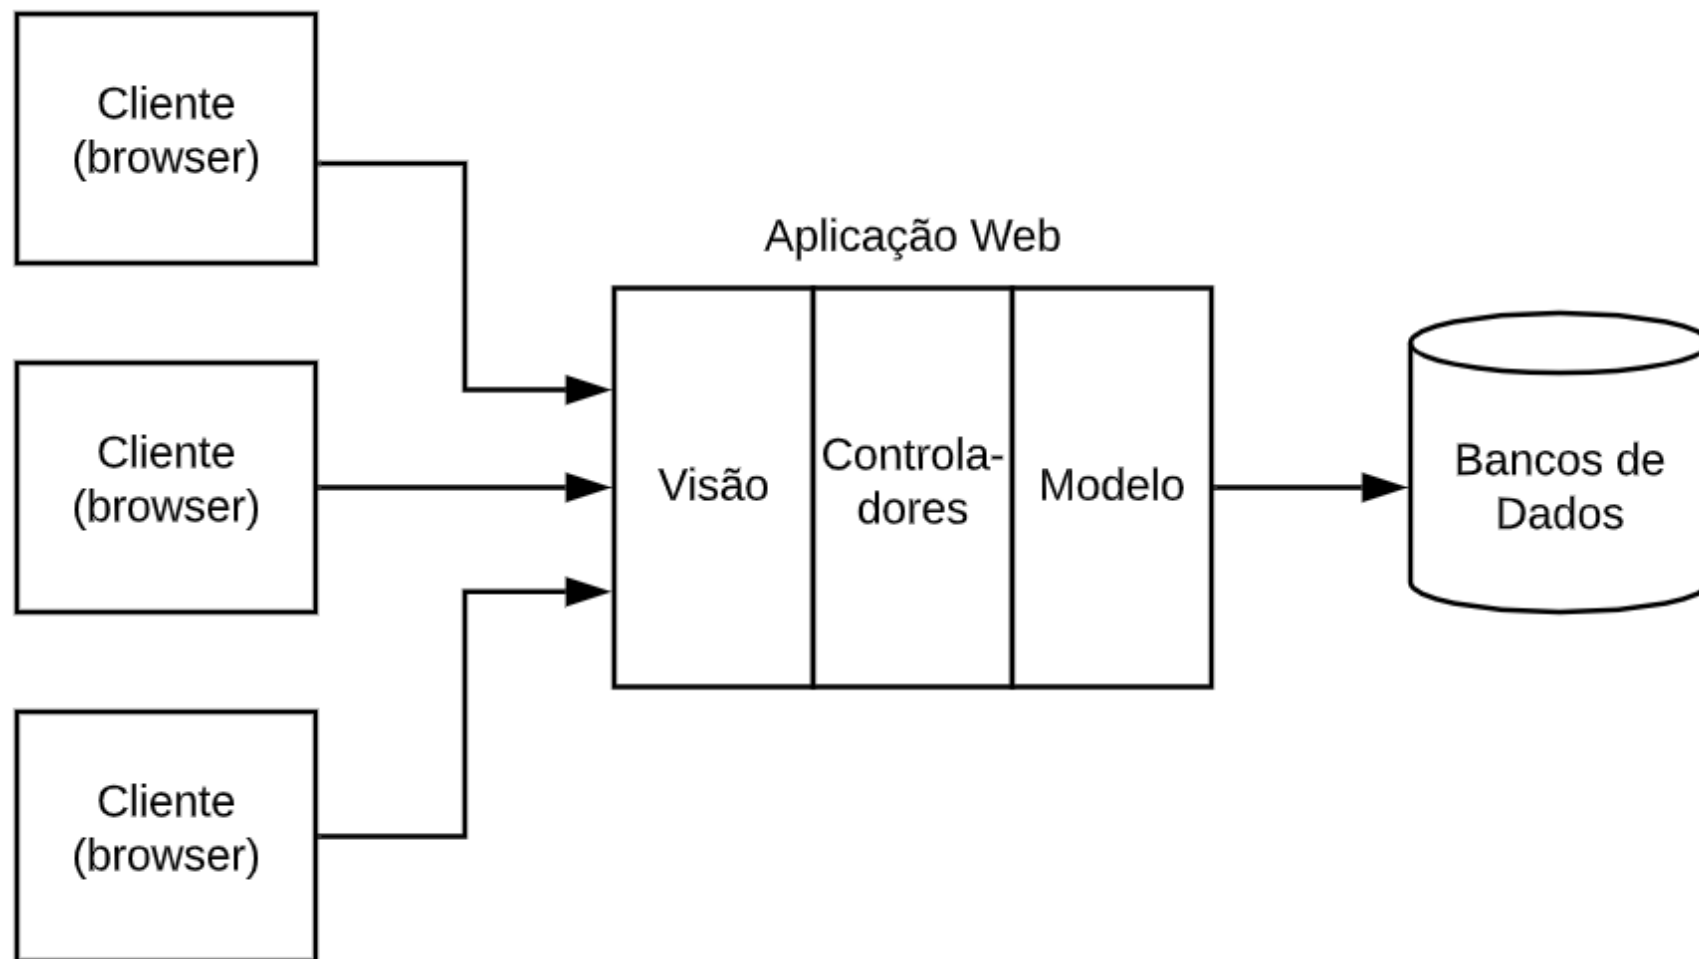 Cliente
(browser)
Aplicação Web
Cliente
(browser)
Visão
Controla-
dores
Modelo
Bancos de
Dados
Cliente
(browser)